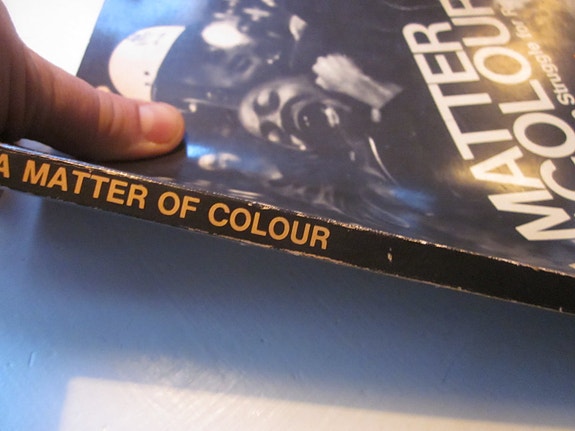 A MATTER OF COLOUR
MATTER
COLOUR
Struggle for